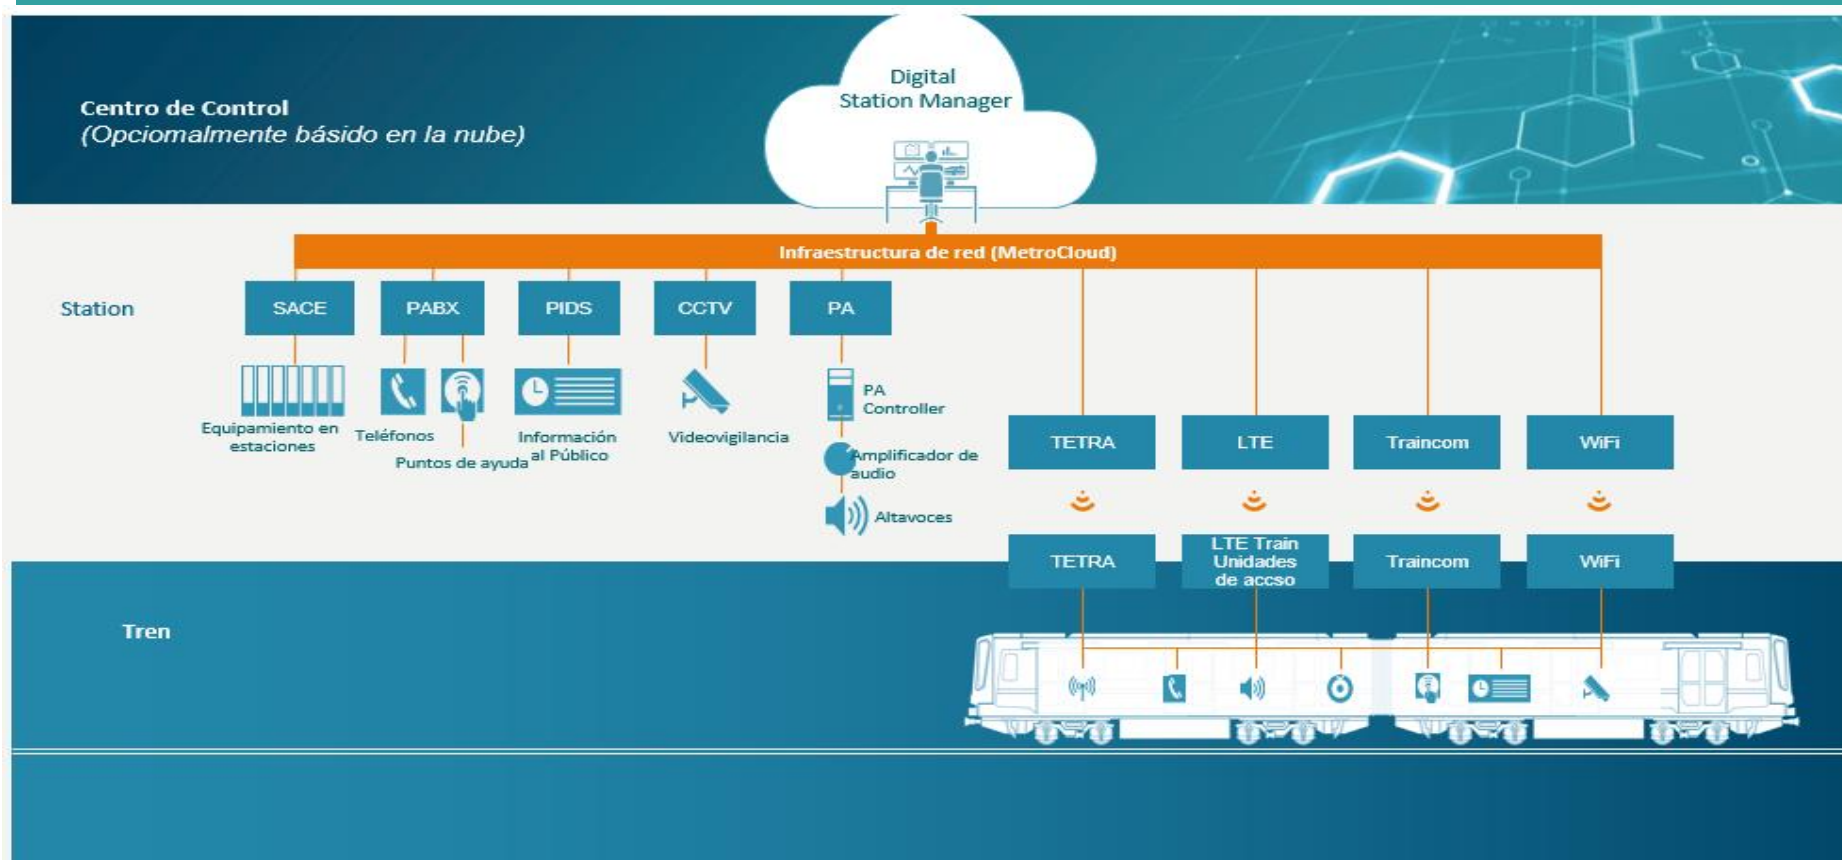 Digital
Station Manager
Centro de Control
(Opciomalmente básido en la nube)
Infraestructura de red (MetroCloud)
Station
SACE
PABX
PIDS
CCTV
PA
PA
Controller
Equipamiento en
estaciones
Teléfonos
Puntos de ayuda
Información
al Público
Videovigilancia
Amplificador de
audio
Altavoces
TETRA
LTE
Traincom
WiFi
TETRA
LTE Train
Unidades
de accso
Traincom
WiFi
Tren